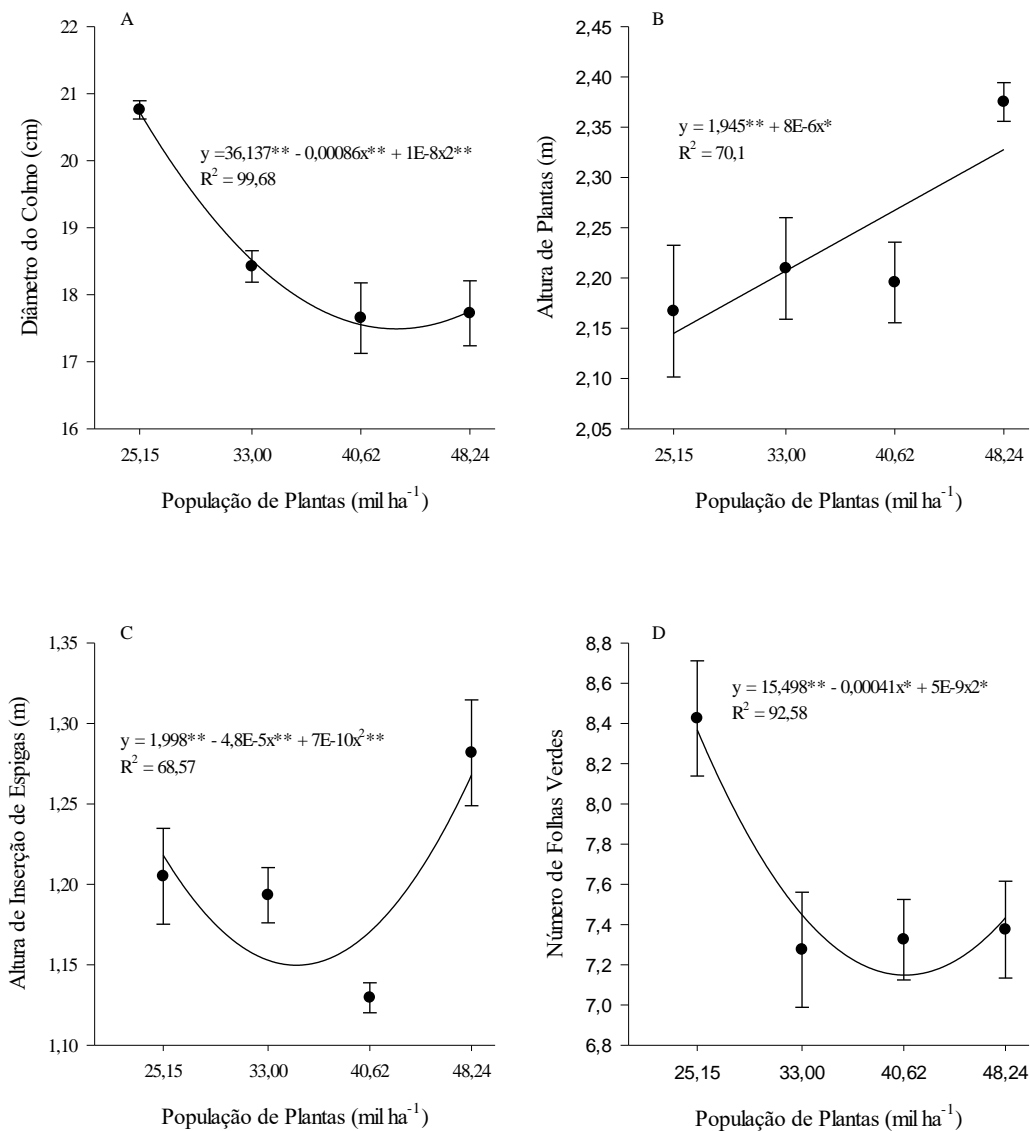 A
Diâmetro do Colmo (cm)
22
21
20
19
18
17
16
y =36,137** - 0,00086x** + 1E-8x2**
R² = 99,68
25,15 33,00 40,62 48,24
População de Plantas (mil ha⁻¹)
B
Altura de Plantas (m)
2,45
2,40
2,35
2,30
2,25
2,20
2,15
2,10
2,05
y = 1,945** + 8E-6x*
R² = 70,1
25,15 33,00 40,62 48,24
População de Plantas (mil ha⁻¹)
C
Altura de Inserção de Espigas (m)
1,35
1,30
1,25
1,20
1,15
1,10
y = 1,998** - 4,8E-5x** + 7E-10x²**
R² = 68,57
25,15 33,00 40,62 48,24
População de Plantas (mil ha⁻¹)
D
Número de Folhas Verdes
8,8
8,6
8,4
8,2
7,0
7,8
7,6
7,4
7,2
7,0
6,8
y = 15,498** - 0,00041x* + 5E-9x2*
R² = 92,58
25,15 33,00 40,62 48,24
População de Plantas (mil ha⁻¹)